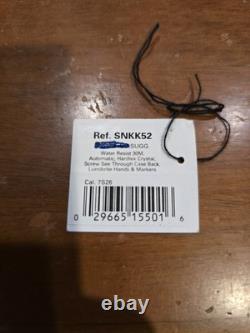 Ref. SNKK52
SUGG.
Water Resist 30M,
Automatic, Hardlex Crystal,
Screw See Through Case Back,
Lumibrite Hands & Markers
Cal. 7S26
0 29665 15501 6
ebay